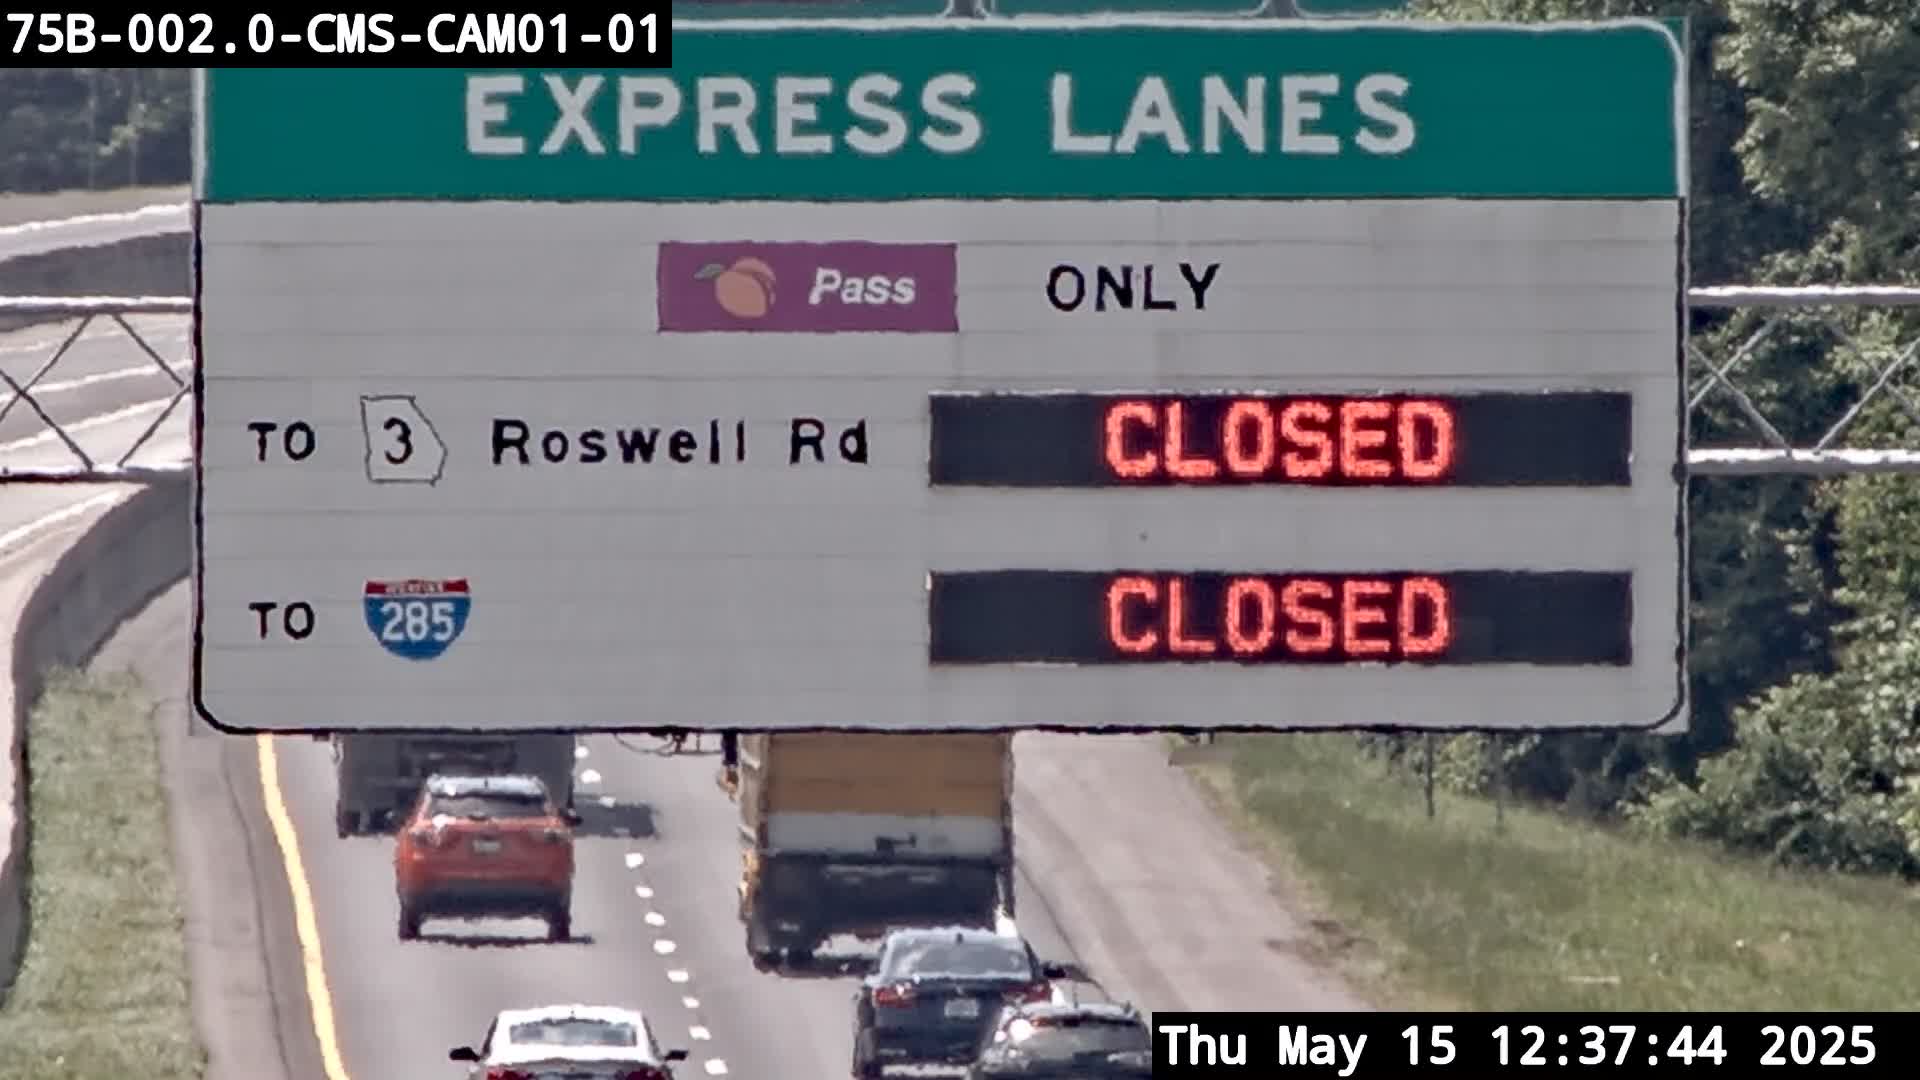 75B-002.0-CMS-CAM01-01
EXPRESS LANES
Pass ONLY
TO 3 Roswell Rd CLOSED
TO 285 CLOSED
Thu May 15 12:37:44 2025